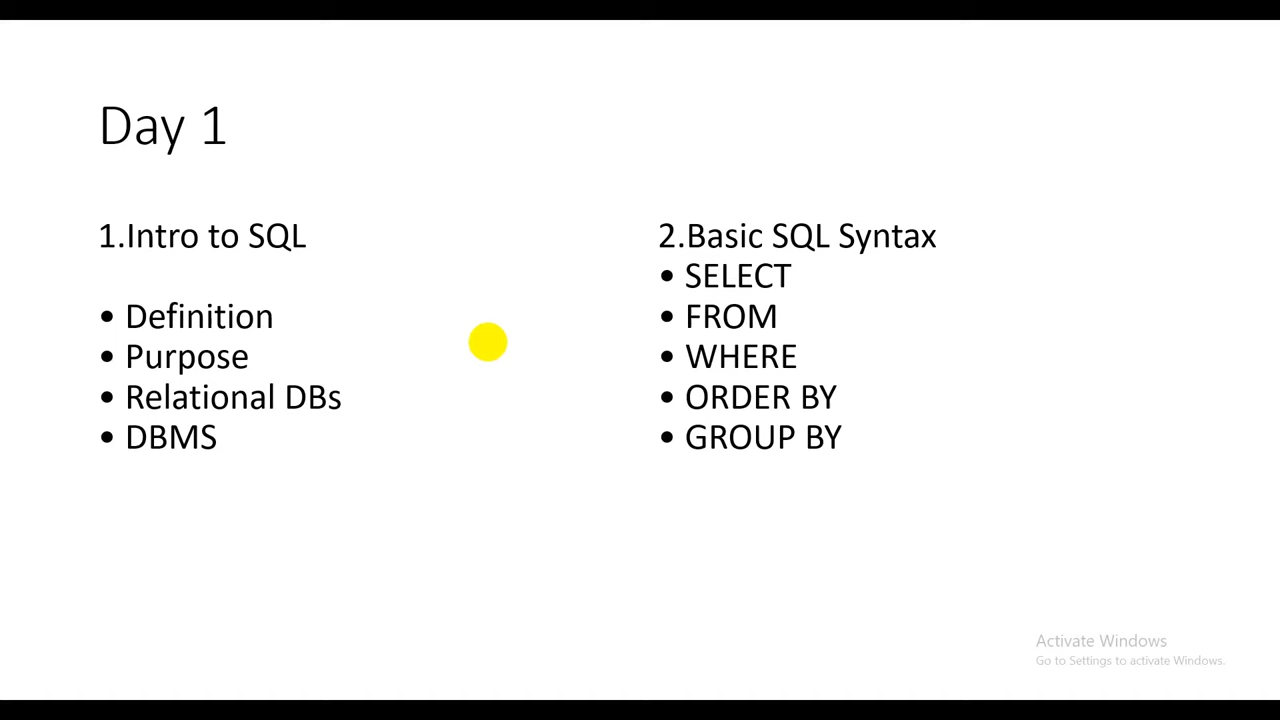 Day 1
1.Intro to SQL
• Definition
• Purpose
• Relational DBs
• DBMS
2.Basic SQL Syntax
• SELECT
• FROM
• WHERE
• ORDER BY
• GROUP BY
Activate Windows
Go to Settings to activate Windows.